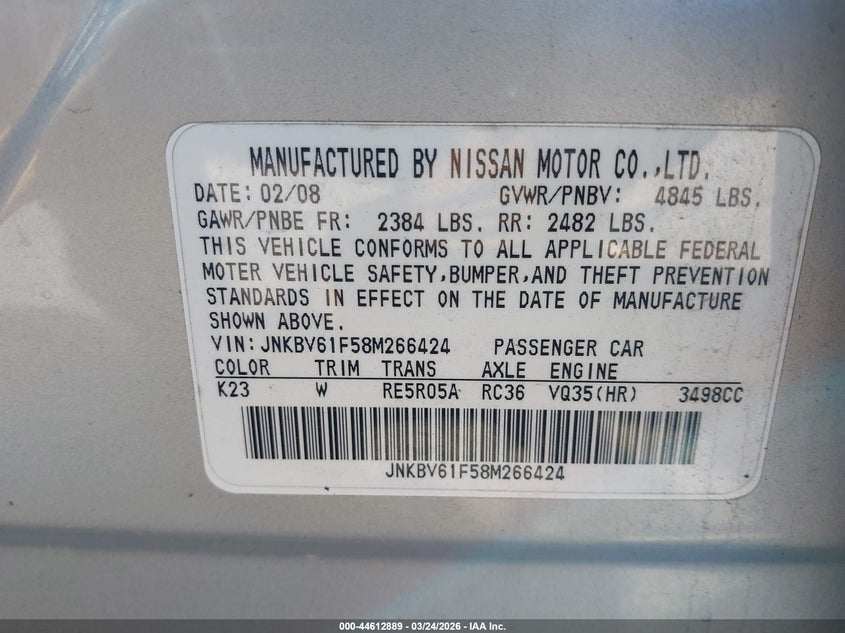 MANUFACTURED BY NISSAN MOTOR CO.,LTD.
DATE: 02/08 GVWR/PNBV: 4845 LBS.
GAWR/PNBE FR: 2384 LBS. RR: 2482 LBS.
THIS VEHICLE CONFORMS TO ALL APPLICABLE FEDERAL
MOTER VEHICLE SAFETY,BUMPER,AND THEFT PREVENTION
STANDARDS IN EFFECT ON THE DATE OF MANUFACTURE
SHOWN ABOVE.
VIN: JNKBV61F58M266424 PASSENGER CAR
COLOR TRIM TRANS AXLE ENGINE
K23 W RE5R05A RC36 VQ35(HR) 3498CC
JNKBV61F58M266424
000-44612889 - 03/24/2026 - IAA Inc.